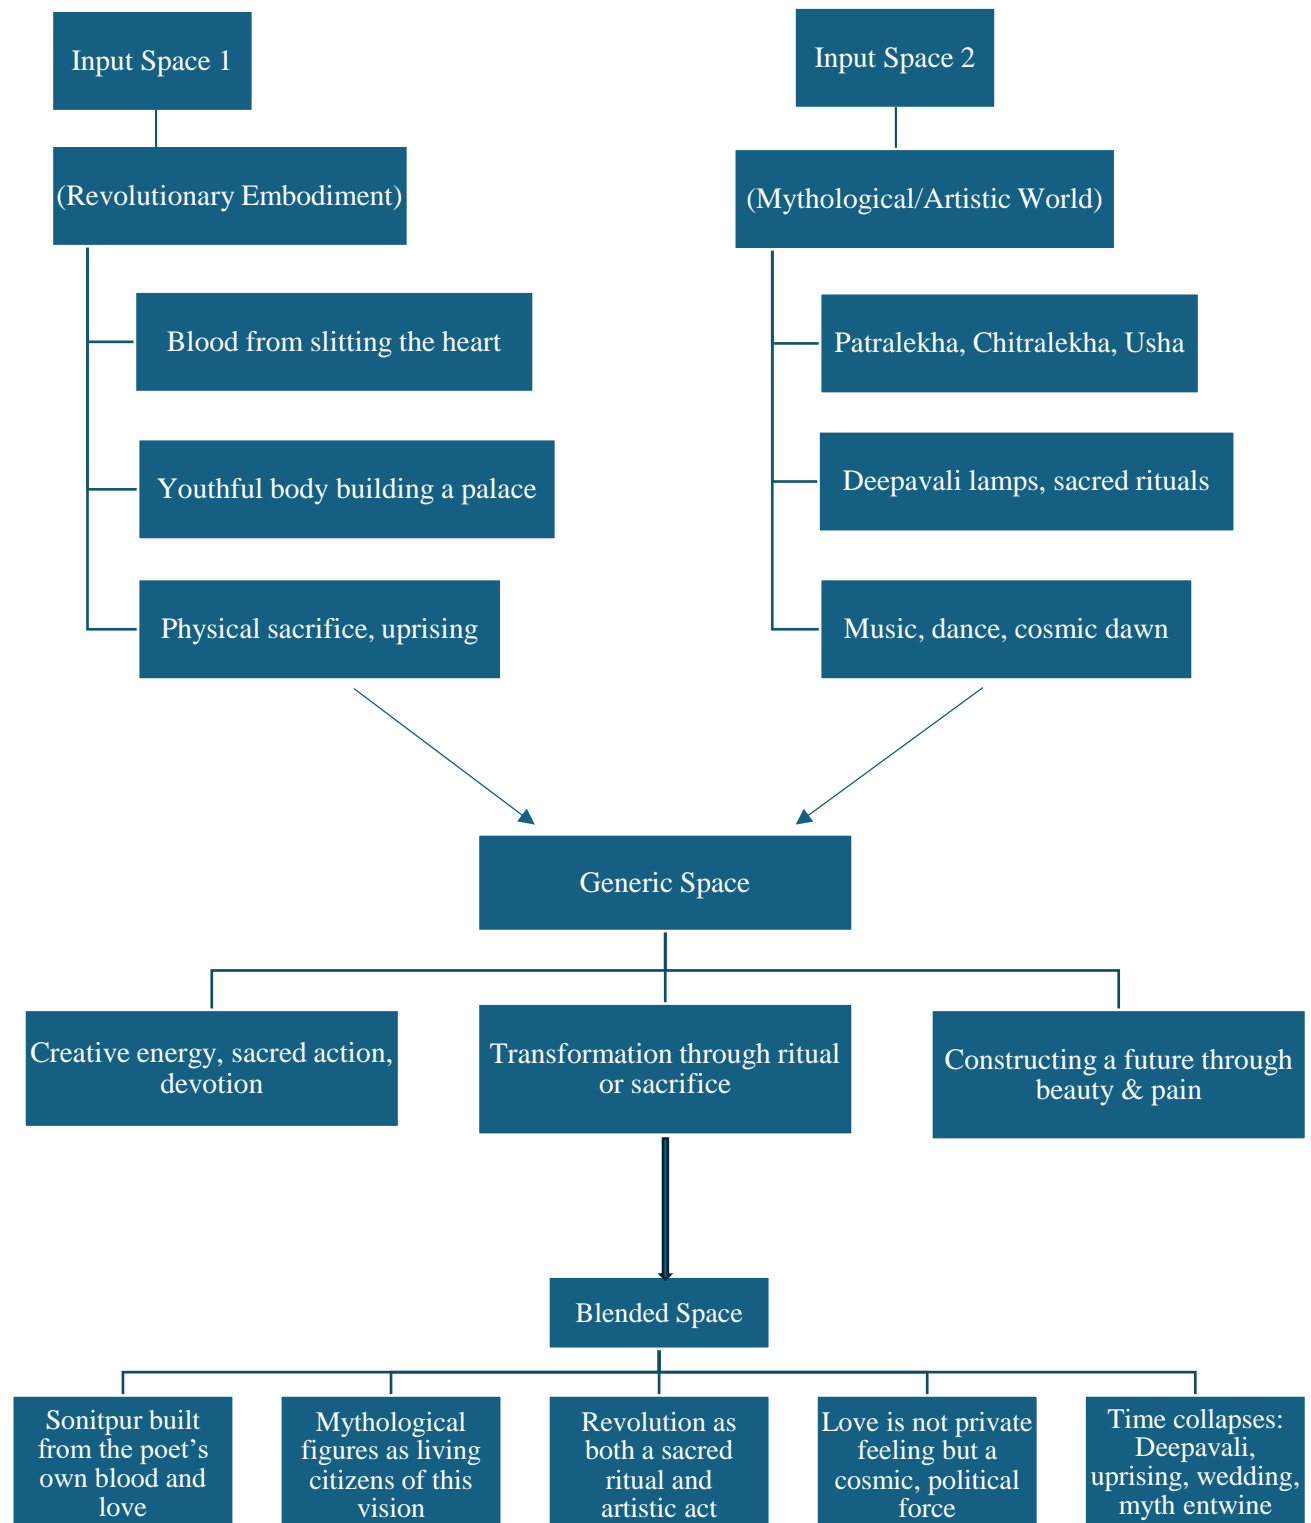 Input Space 1
(Revolutionary Embodiment)
Blood from slitting the heart
Youthful body building a palace
Physical sacrifice, uprising
Input Space 2
(Mythological/Artistic World)
Patralekha, Chitralekha, Usha
Deepavali lamps, sacred rituals
Music, dance, cosmic dawn
Generic Space
Creative energy, sacred action,
devotion
Transformation through ritual
or sacrifice
Constructing a future through
beauty & pain
Blended Space
Sonitpur built
from the poet’s
own blood and
love
Mythological
figures as living
citizens of this
vision
Revolution as
both a sacred
ritual and
artistic act
Love is not private
feeling but a
cosmic, political
force
Time collapses:
Deepavali,
uprising, wedding,
myth entwine